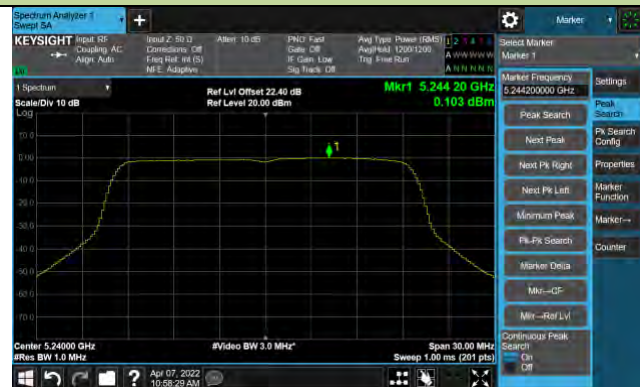 Spectrum Analyzer 1
Swept SA
+
Marker
KEYSIGHT
Input: RF
Coupling: AC
Align: Auto
Input Z: 50 Ω
Corrections: Off
Freq Ref: Int (S)
NFE: Adaptive
Atten: 10 dB
PNO: Fast
Gate: Off
IF Gain: Low
Sig Track: Off
Avg Type: Power (RMS)
Avg|Hold: 1200/1200
Trig: Free Run
A W W W W W
A N N N N N
Select Marker
Marker 1
1 Spectrum
Scale/Div 10 dB
Log
Ref Lvl Offset 22.40 dB
Ref Level 20.00 dBm
Mkr1 5.244 20 GHz
0.103 dBm
Marker Frequency
5.244200000 GHz
Settings
Peak Search
Peak
Search
Next Peak
Pk Search
Config
Next Pk Right
Properties
Next Pk Left
Marker
Function
Minimum Peak
Marker→
Pk-Pk Search
Counter
Marker Delta
Mkr→CF
Mkr→Ref Lvl
Continuous Peak
Search
On
Off
10.0
0.00
-10.0
-20.0
-30.0
-40.0
-50.0
-60.0
-70.0
1
Center 5.24000 GHz
#Res BW 1.0 MHz
#Video BW 3.0 MHz*
Span 30.00 MHz
Sweep 1.00 ms (201 pts)
?
Apr 07, 2022
10:58:29 AM